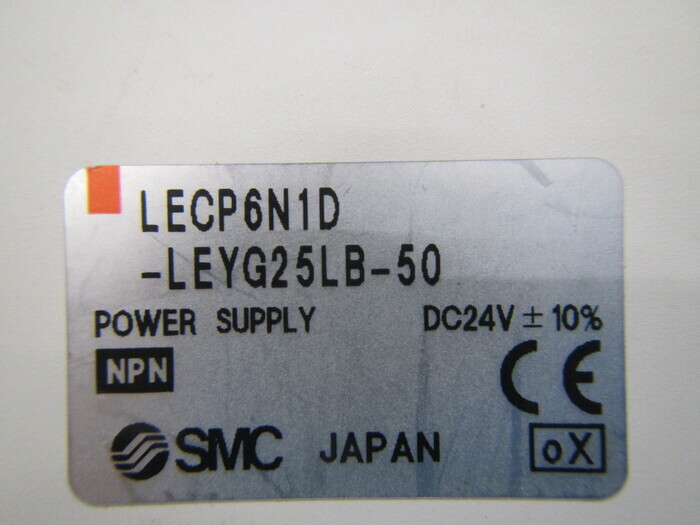 LECP6N1D
-LEYG25LB-50
POWER SUPPLY DC24V ± 10%
NPN CE
SMC JAPAN oX